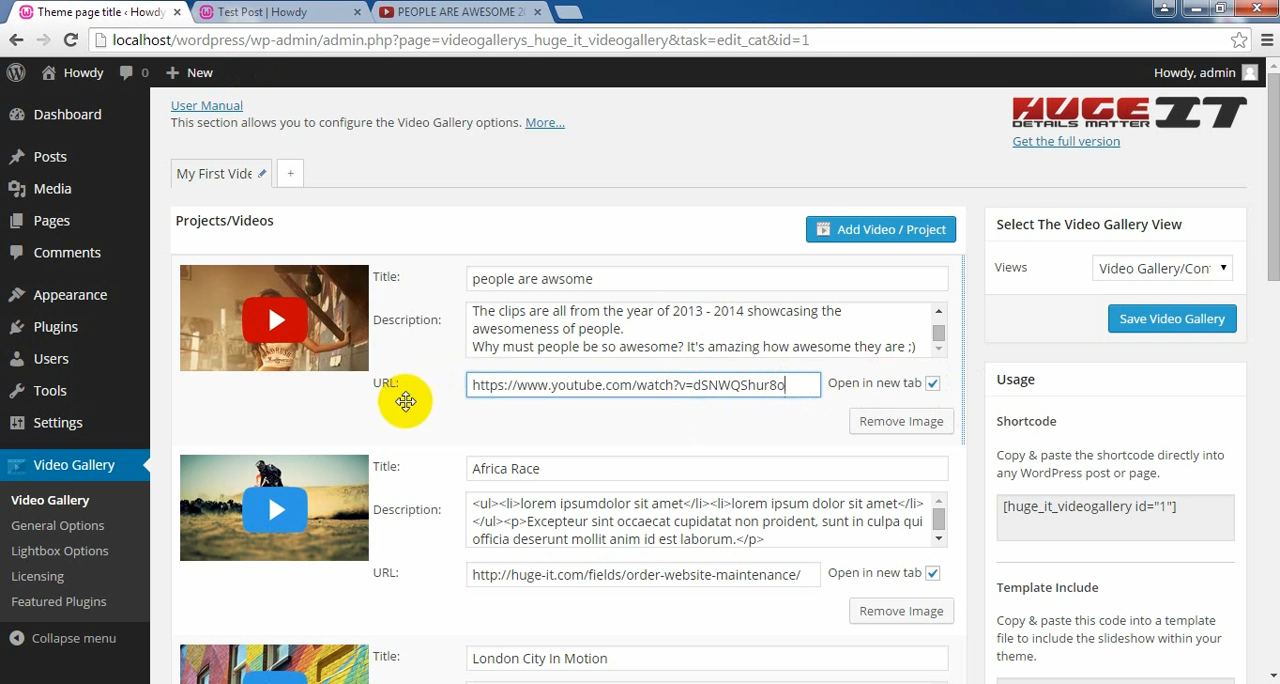 Theme page title ‹ Howdy
Test Post | Howdy
PEOPLE ARE AWESOME 20
localhost/wordpress/wp-admin/admin.php?page=videogallerys_huge_it_videogallery&task=edit_cat&id=1
Howdy
0
New
Howdy, admin
Dashboard
Posts
Media
Pages
Comments
Appearance
Plugins
Users
Tools
Settings
Video Gallery
Video Gallery
General Options
Lightbox Options
Licensing
Featured Plugins
Collapse menu
User Manual
This section allows you to configure the Video Gallery options. More...
HUGE IT
DETAILS MATTER
Get the full version
My First Vide
+
Projects/Videos
Add Video / Project
Title:
people are awsome
Description:
The clips are all from the year of 2013 - 2014 showcasing the
awesomeness of people.
Why must people be so awesome? It's amazing how awesome they are ;)
URL:
https://www.youtube.com/watch?v=dSNWQShur8o
Open in new tab
Remove Image
Title:
Africa Race
Description:
<ul><li>lorem ipsumdolor sit amet</li><li>lorem ipsum dolor sit amet</li>
</ul><p>Excepteur sint occaecat cupidatat non proident, sunt in culpa qui
officia deserunt mollit anim id est laborum.</p>
URL:
http://huge-it.com/fields/order-website-maintenance/
Open in new tab
Remove Image
Title:
London City In Motion
Select The Video Gallery View
Views
Video Gallery/Con
Save Video Gallery
Usage
Shortcode
Copy & paste the shortcode directly into
any WordPress post or page.
[huge_it_videogallery id="1"]
Template Include
Copy & paste this code into a template
file to include the slideshow within your
theme.